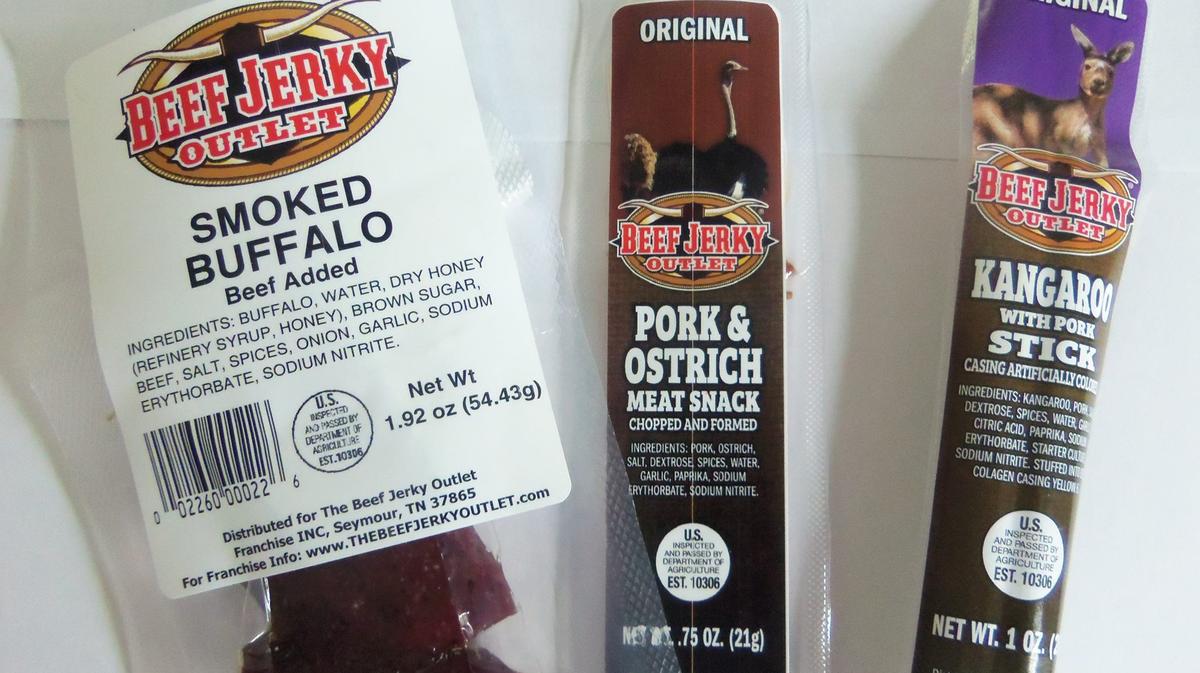 BEEF JERKY
OUTLET
SMOKED
BUFFALO
Beef Added
INGREDIENTS: BUFFALO, WATER, DRY HONEY
(REFINERY SYRUP, HONEY), BROWN SUGAR,
BEEF, SALT, SPICES, ONION, GARLIC, SODIUM
ERYTHORBATE, SODIUM NITRITE.
Net Wt
1.92 oz (54.43g)
U.S.
INSPECTED
AND PASSED BY
DEPARTMENT OF
AGRICULTURE
EST. 10306
0 02260 00022 6
Distributed for The Beef Jerky Outlet
Franchise INC, Seymour, TN 37865
For Franchise Info: www.THEBEEFJERKYOUTLET.com
ORIGINAL
BEEF JERKY
OUTLET
PORK &
OSTRICH
MEAT SNACK
CHOPPED AND FORMED
INGREDIENTS: PORK, OSTRICH,
SALT, DEXTROSE, SPICES, WATER,
GARLIC, PAPRIKA, SODIUM
ERYTHORBATE, SODIUM NITRITE.
U.S.
INSPECTED
AND PASSED BY
DEPARTMENT OF
AGRICULTURE
EST. 10306
NET WT. .75 OZ. (21g)
BEEF JERKY
OUTLET
KANGAROO
WITH PORK
STICK
CASING ARTIFICIALLY
INGREDIENTS: KANGAROO, PORK,
DEXTROSE, SPICES, WATER,
CITRIC ACID, PAPRIKA,
ERYTHORBATE, STARTER
SODIUM NITRITE. STUFFED
COLAGEN CASING YELLOW
U.S.
INSPECTED
AND PASSED BY
DEPARTMENT OF
AGRICULTURE
EST. 10306
NET WT. 1 OZ.